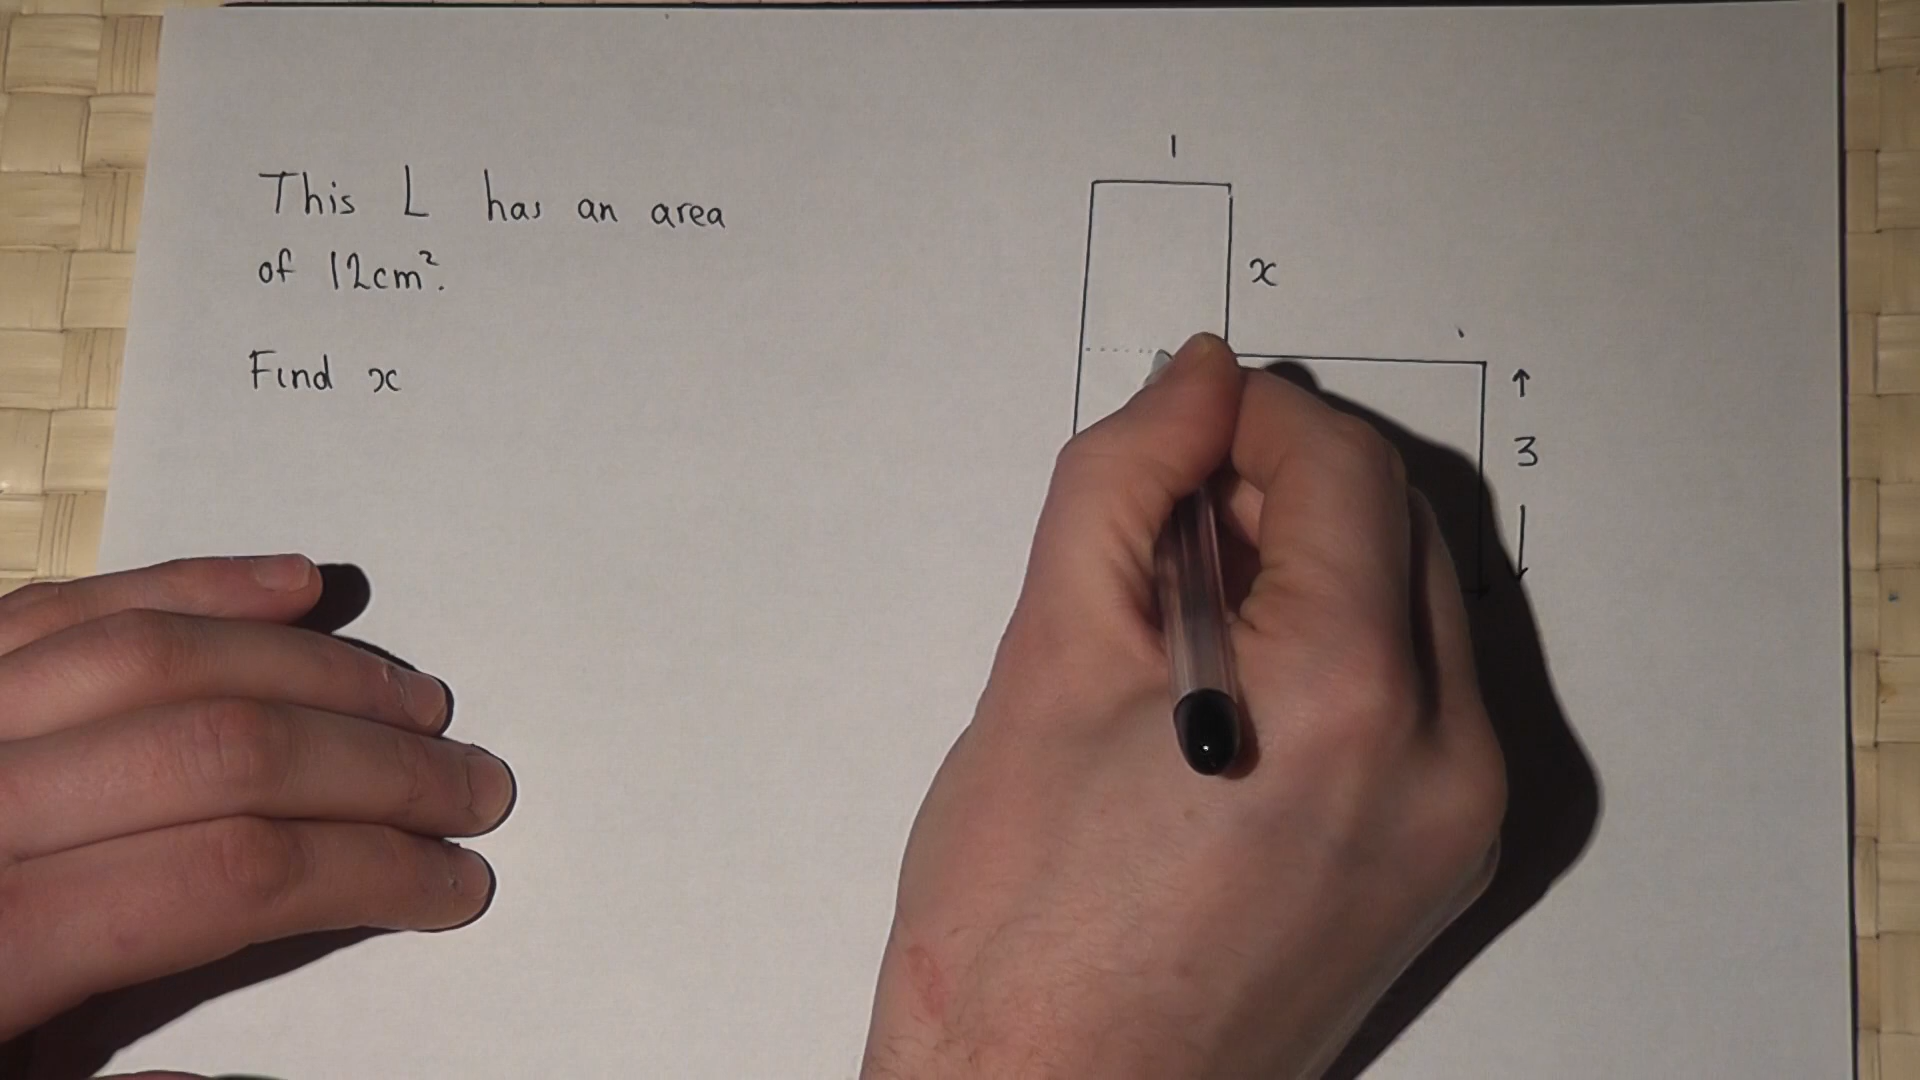 This L has an area
of 12cm².
Find x
1
x
3